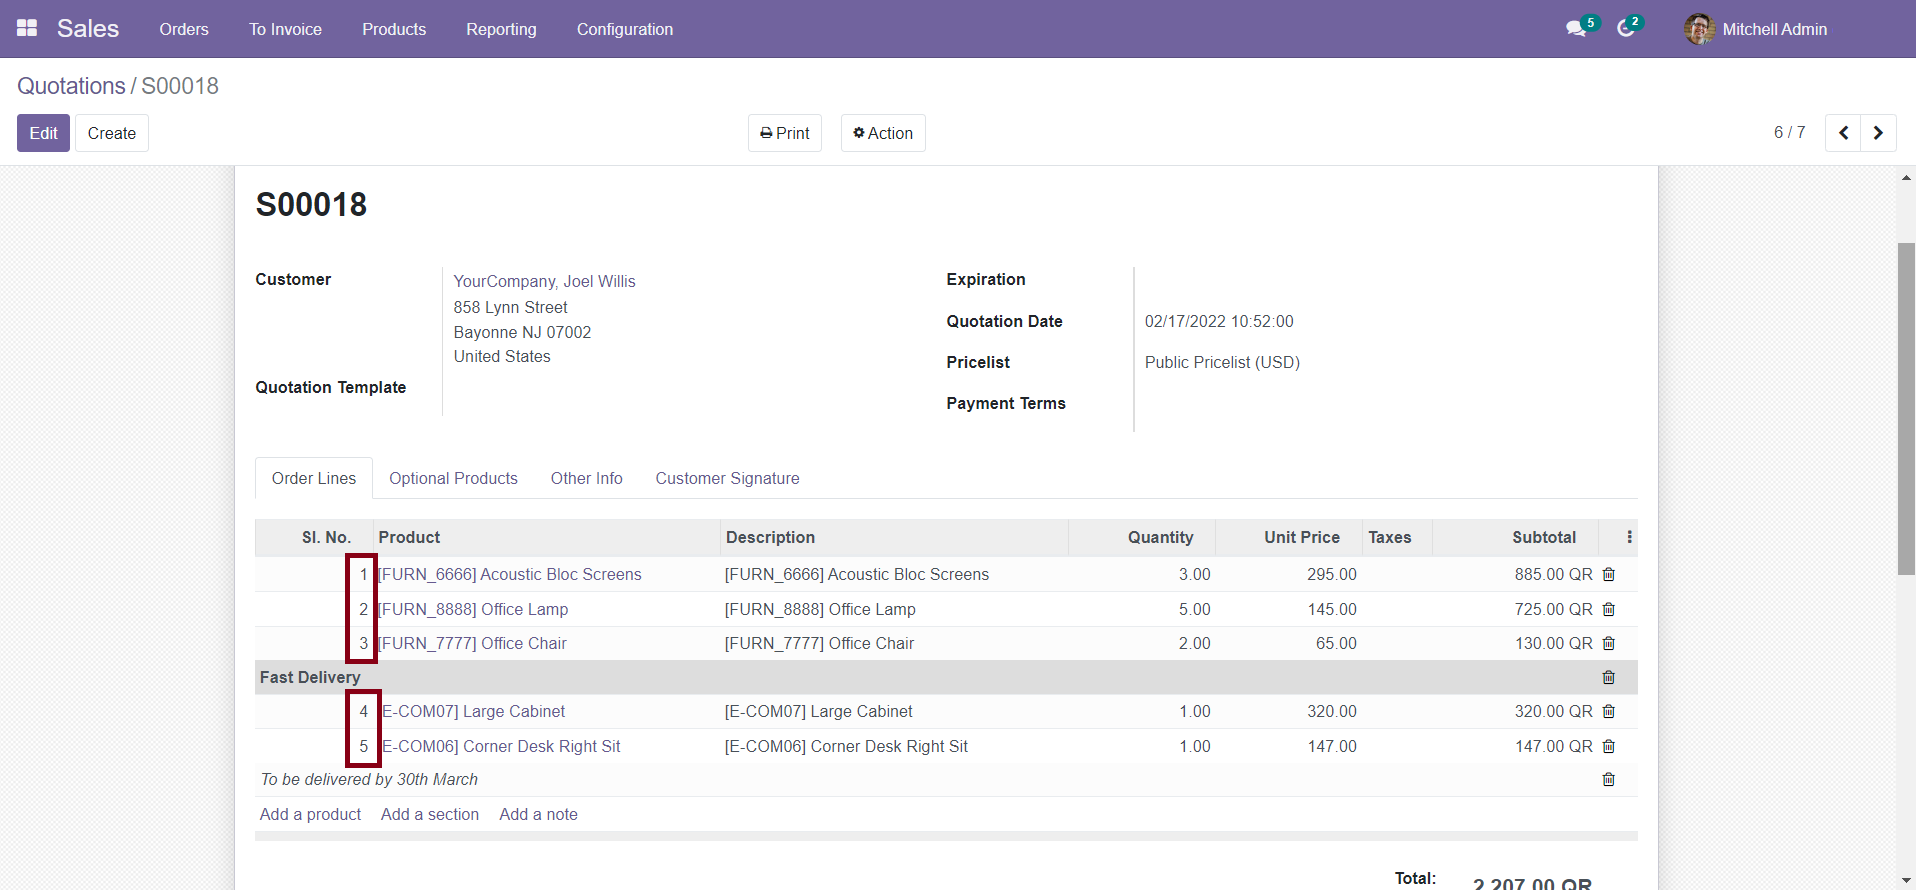 Sales Orders To Invoice Products Reporting Configuration 5 2 Mitchell Admin
Quotations / S00018
Edit Create Print Action 6 / 7
S00018
Customer
YourCompany, Joel Willis
858 Lynn Street
Bayonne NJ 07002
United States
Quotation Template
Expiration
Quotation Date 02/17/2022 10:52:00
Pricelist Public Pricelist (USD)
Payment Terms
Order Lines Optional Products Other Info Customer Signature
Sl. No. Product Description Quantity Unit Price Taxes Subtotal
1 [FURN_6666] Acoustic Bloc Screens [FURN_6666] Acoustic Bloc Screens 3.00 295.00 885.00 QR
2 [FURN_8888] Office Lamp [FURN_8888] Office Lamp 5.00 145.00 725.00 QR
3 [FURN_7777] Office Chair [FURN_7777] Office Chair 2.00 65.00 130.00 QR
Fast Delivery
4 E-COM07] Large Cabinet [E-COM07] Large Cabinet 1.00 320.00 320.00 QR
5 E-COM06] Corner Desk Right Sit [E-COM06] Corner Desk Right Sit 1.00 147.00 147.00 QR
To be delivered by 30th March
Add a product Add a section Add a note
Total: 2,207.00 QR